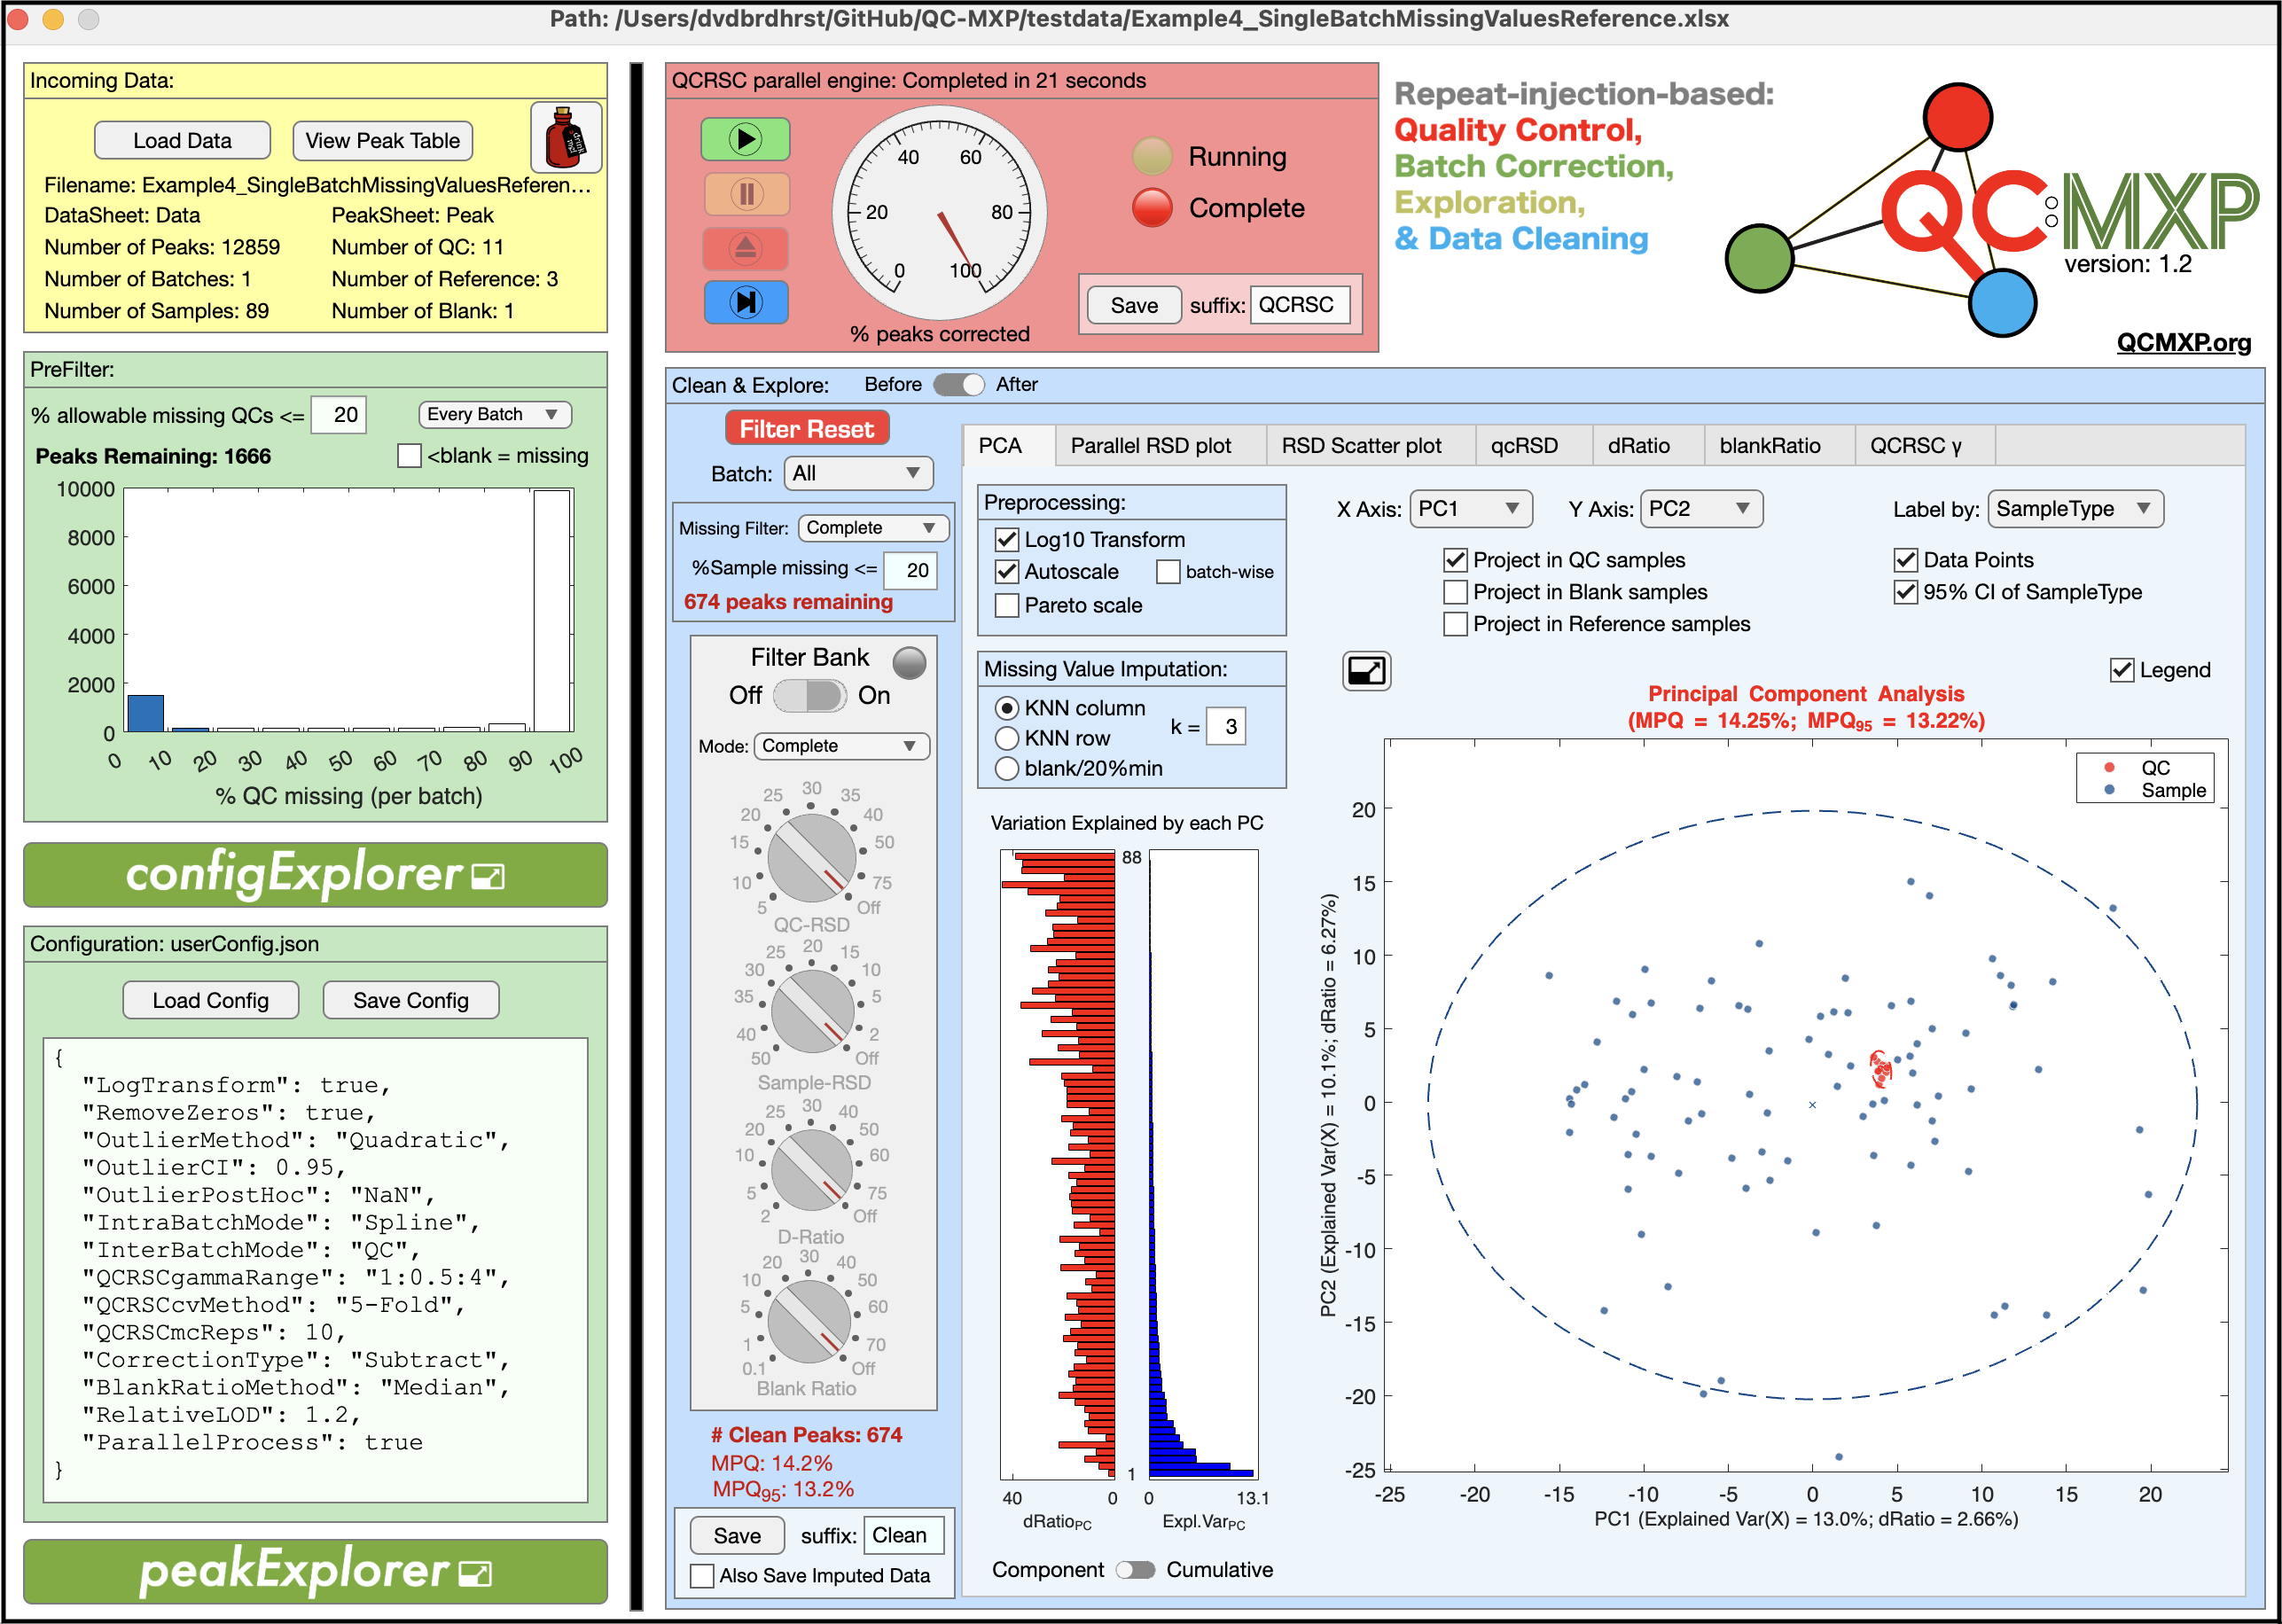 Path: /Users/dvdbrdhrst/GitHub/QC-MXP/testdata/Example4_SingleBatchMissingValuesReference.xlsx
Incoming Data:
Load Data
View Peak Table
Filename: Example4_SingleBatchMissingValuesReferen...
DataSheet: Data
PeakSheet: Peak
Number of Peaks: 12859
Number of QC: 11
Number of Batches: 1
Number of Reference: 3
Number of Samples: 89
Number of Blank: 1
PreFilter:
% allowable missing QCs <= 20
Every Batch
Peaks Remaining: 1666
<blank = missing
10000
8000
6000
4000
2000
0
0 10 20 30 40 50 60 70 80 90 100
% QC missing (per batch)
configExplorer
Configuration: userConfig.json
Load Config
Save Config
{
"LogTransform": true,
"RemoveZeros": true,
"OutlierMethod": "Quadratic",
"OutlierCI": 0.95,
"OutlierPostHoc": "NaN",
"IntraBatchMode": "Spline",
"InterBatchMode": "QC",
"QCRSCgammaRange": "1:0.5:4",
"QCRSCcvMethod": "5-Fold",
"QCRSCmcReps": 10,
"CorrectionType": "Subtract",
"BlankRatioMethod": "Median",
"RelativeLOD": 1.2,
"ParallelProcess": true
}
peakExplorer
QCRSC parallel engine: Completed in 21 seconds
0 20 40 60 80 100
% peaks corrected
Running
Complete
Save
suffix: QCRSC
Repeat-injection-based:
Quality Control,
Batch Correction,
Exploration,
& Data Cleaning
QC:MXP
version: 1.2
QCMXP.org
Clean & Explore:
Before
After
Filter Reset
Batch: All
Missing Filter: Complete
%Sample missing <= 20
674 peaks remaining
Filter Bank
Off
On
Mode: Complete
5 10 15 20 25 30 35 40 50 75 Off
QC-RSD
50 40 35 30 25 20 15 10 5 2 Off
Sample-RSD
2 5 10 20 25 30 40 50 60 75 Off
D-Ratio
0.1 1 5 10 20 30 40 50 60 70 Off
Blank Ratio
# Clean Peaks: 674
MPQ: 14.2%
MPQ95: 13.2%
Save
suffix: Clean
Also Save Imputed Data
PCA
Parallel RSD plot
RSD Scatter plot
qcRSD
dRatio
blankRatio
QCRSC γ
Preprocessing:
Log10 Transform
Autoscale
batch-wise
Pareto scale
Missing Value Imputation:
KNN column
KNN row
blank/20%min
k = 3
Variation Explained by each PC
88
1
40 0
0 13.1
dRatioPC
Expl.VarPC
Component
Cumulative
X Axis: PC1
Y Axis: PC2
Label by: SampleType
Project in QC samples
Project in Blank samples
Project in Reference samples
Data Points
95% CI of SampleType
Legend
Principal Component Analysis
(MPQ = 14.25%; MPQ95 = 13.22%)
QC
Sample
20
15
10
5
0
-5
-10
-15
-20
-25
PC2 (Explained Var(X) = 10.1%; dRatio = 6.27%)
-25 -20 -15 -10 -5 0 5 10 15 20
PC1 (Explained Var(X) = 13.0%; dRatio = 2.66%)